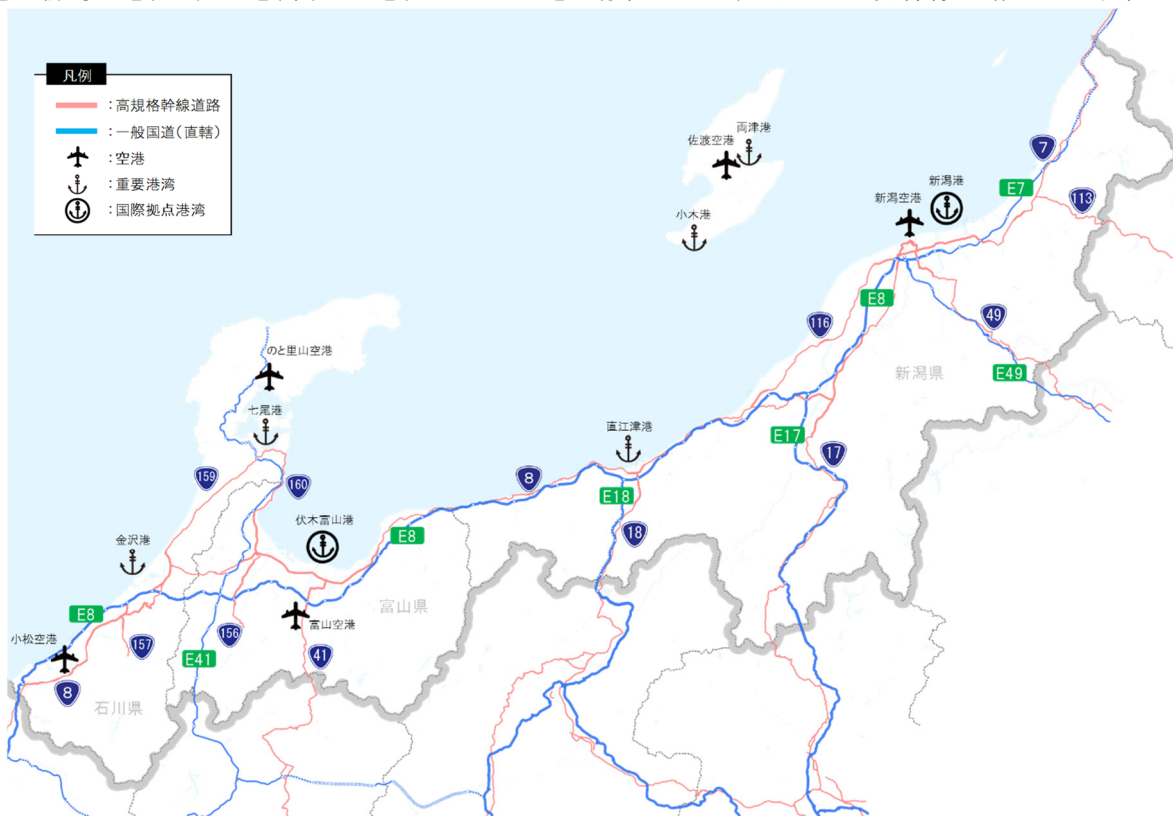 凡例
：高規格幹線道路
：一般国道（直轄）
：空港
：重要港湾
：国際拠点港湾
両津港
佐渡空港
小木港
新潟港
新潟空港
7
E7
113
E8
116
49
E49
新潟県
のと里山空港
七尾港
直江津港
E17
17
159
160
8
E18
18
伏木富山港
金沢港
E8
富山県
E8
小松空港
157
156
富山空港
41
E41
8
石川県